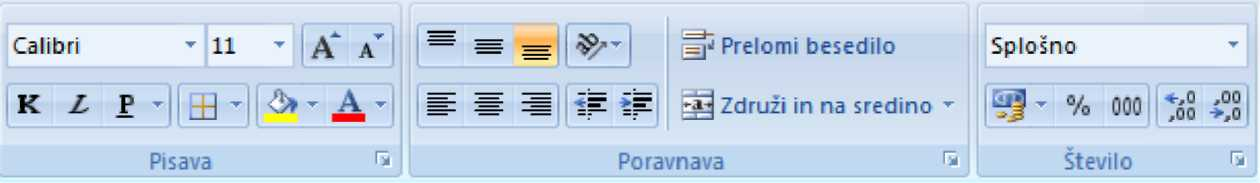 Calibri 11 A A
Prelomi besedilo
Splošno
K L P A
Združi in na sredino
% 000 ,0 ,00 ,00 ,0
Pisava
Poravnava
Število